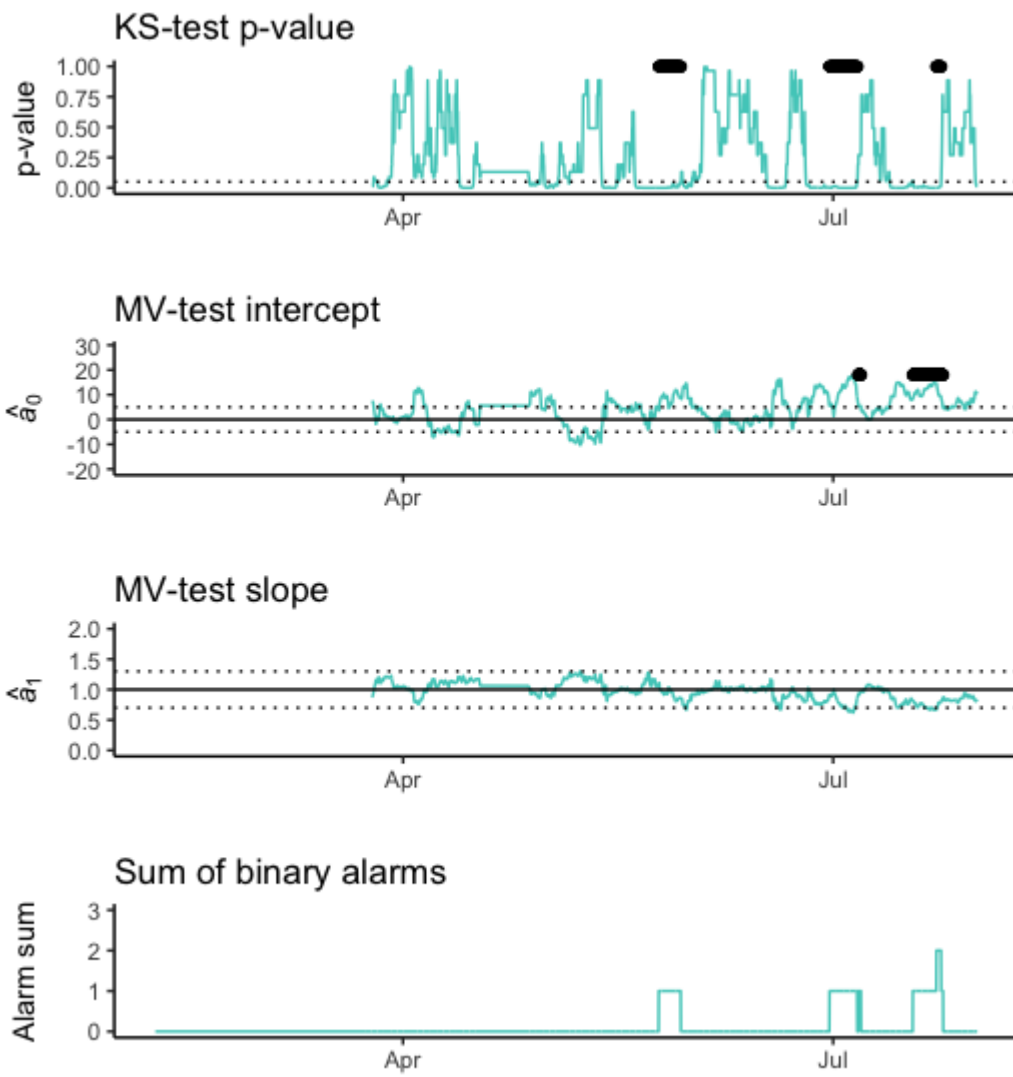 KS-test p-value
p-value
1.00
0.75
0.50
0.25
0.00
Apr Jul
MV-test intercept
â₀
30
20
10
0
-10
-20
Apr Jul
MV-test slope
â₁
2.0
1.5
1.0
0.5
0.0
Apr Jul
Sum of binary alarms
Alarm sum
3
2
1
0
Apr Jul